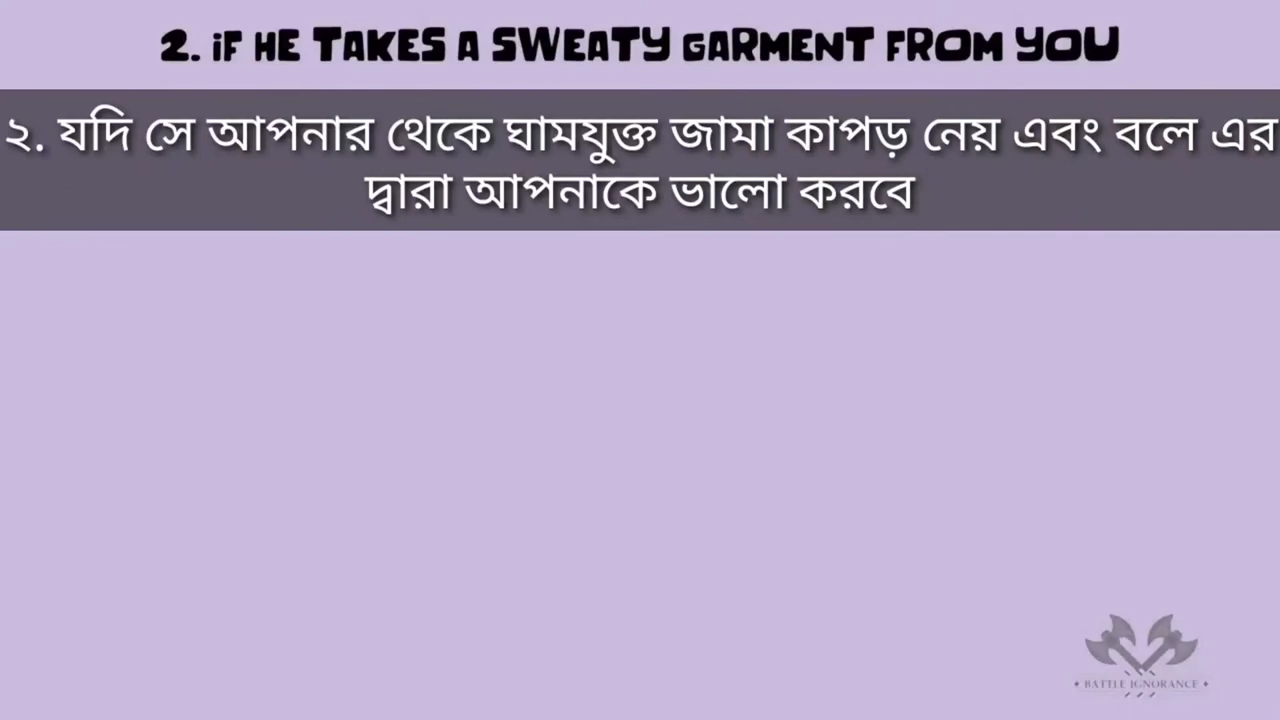 2. iF HE TAKES A SWEATY GARMENT FROM YOU
২. যদি সে আপনার থেকে ঘামযুক্ত জামা কাপড় নেয় এবং বলে এর
দ্বারা আপনাকে ভালো করবে
BATTLE IGNORANCE